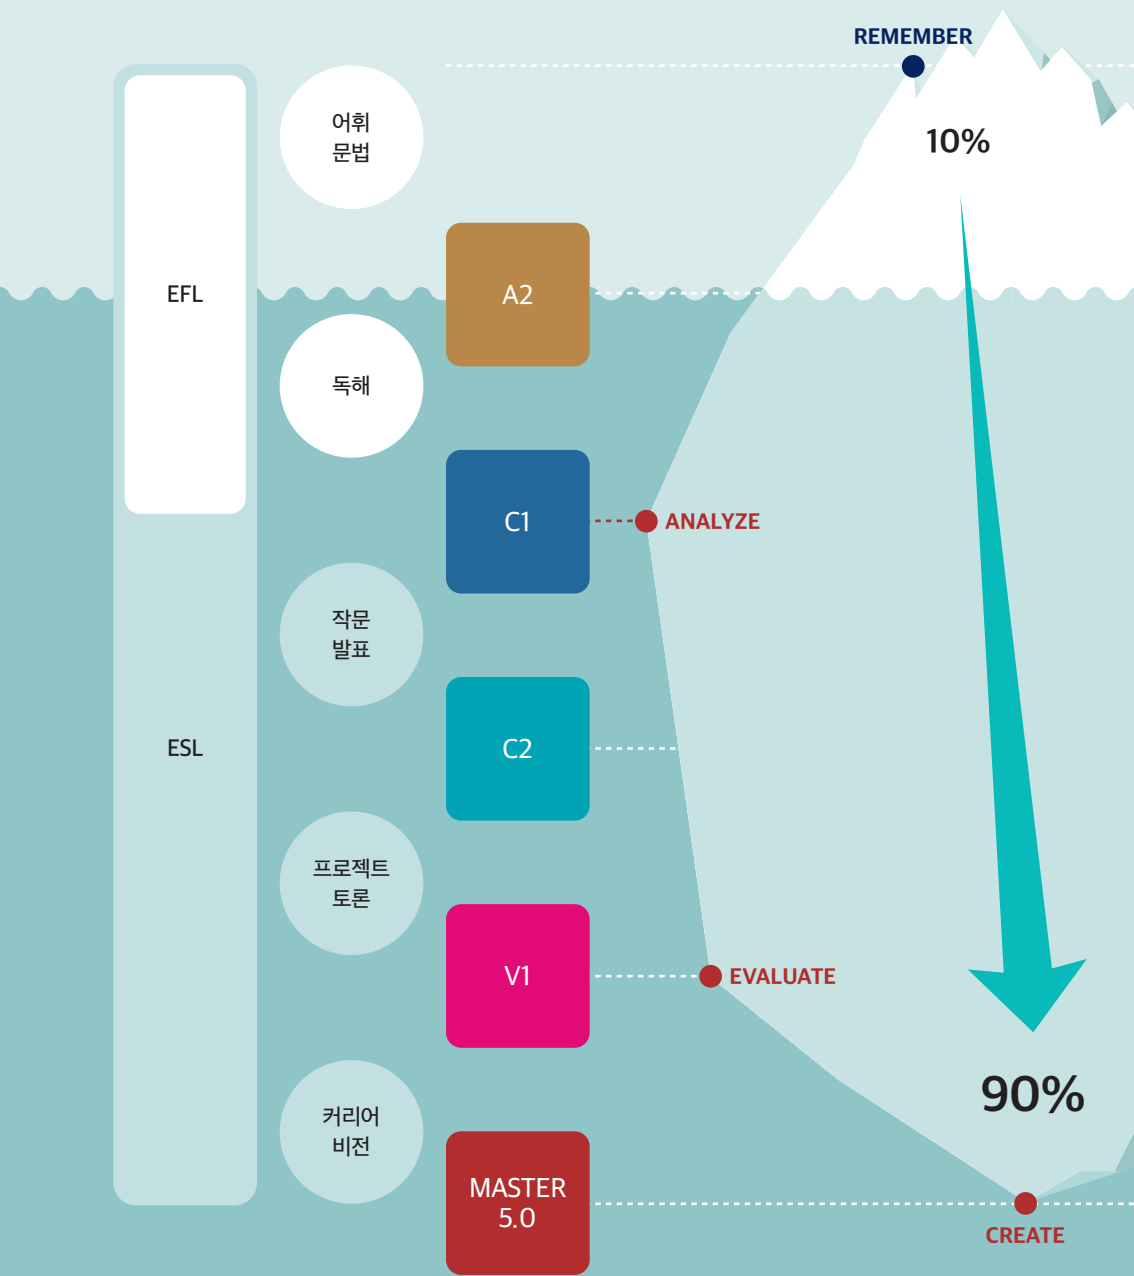 REMEMBER
어휘
문법
10%
EFL
A2
독해
C1
ANALYZE
작문
발표
ESL
C2
프로젝트
토론
V1
EVALUATE
90%
커리어
비전
MASTER
5.0
CREATE